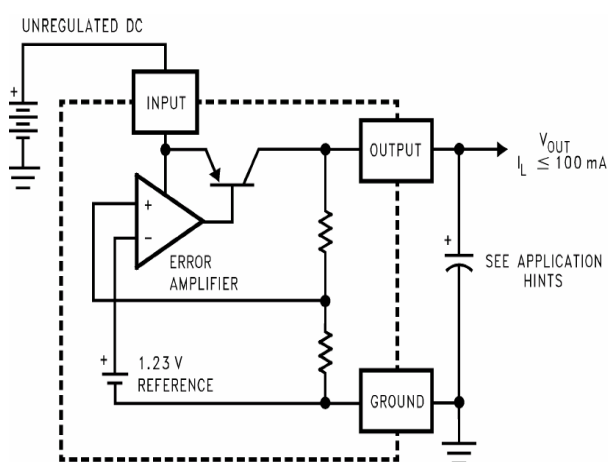 UNREGULATED DC
+
INPUT
OUTPUT
V_OUT
I_L ≤ 100 mA
+
−
ERROR
AMPLIFIER
+
SEE APPLICATION
HINTS
+
1.23 V
REFERENCE
GROUND